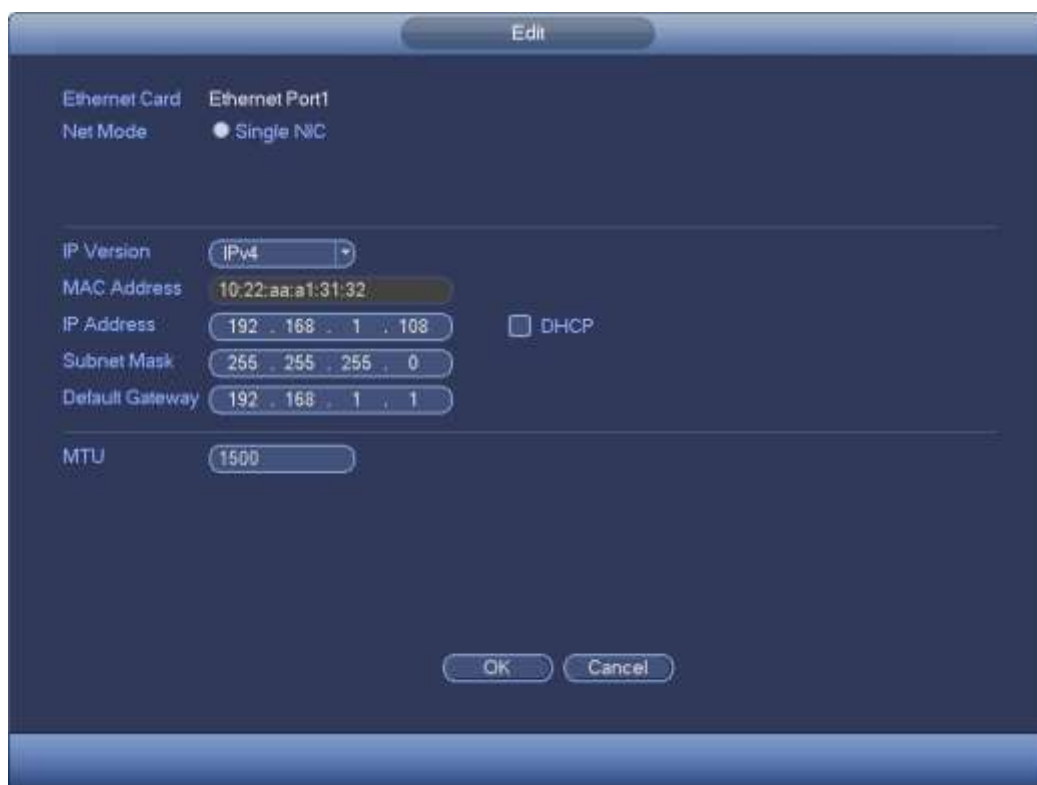 Edit
Ethernet Card Ethernet Port1
Net Mode Single NIC
IP Version IPv4
MAC Address 10:22:aa:a1:31:32
IP Address 192 . 168 . 1 . 108 DHCP
Subnet Mask 255 . 255 . 255 . 0
Default Gateway 192 . 168 . 1 . 1
MTU 1500
OK Cancel